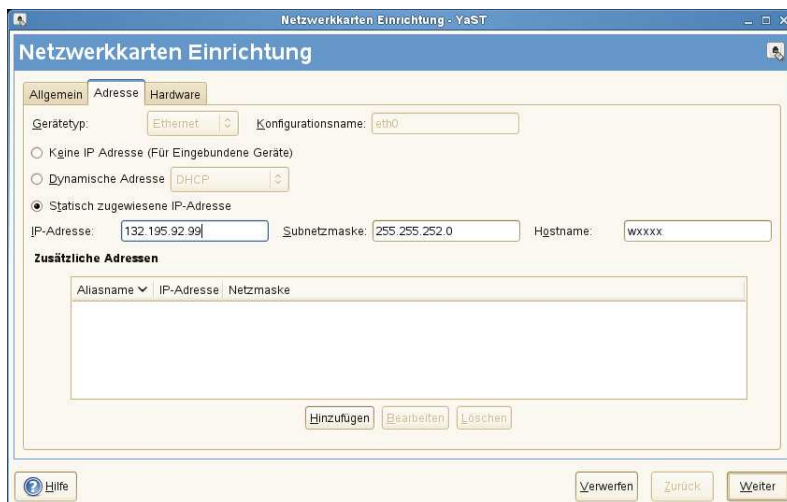 Netzwerkkarten Einrichtung - YaST
Netzwerkkarten Einrichtung
Allgemein Adresse Hardware
Gerätetyp: Ethernet Konfigurationsname: eth0
Keine IP Adresse (Für Eingebundene Geräte)
Dynamische Adresse DHCP
Statisch zugewiesene IP-Adresse
IP-Adresse: 132.195.92.99 Subnetzmaske: 255.255.252.0 Hostname: wxxxx
Zusätzliche Adressen
Aliasname IP-Adresse Netzmaske
Hinzufügen Bearbeiten Löschen
Hilfe Verwerfen Zurück Weiter